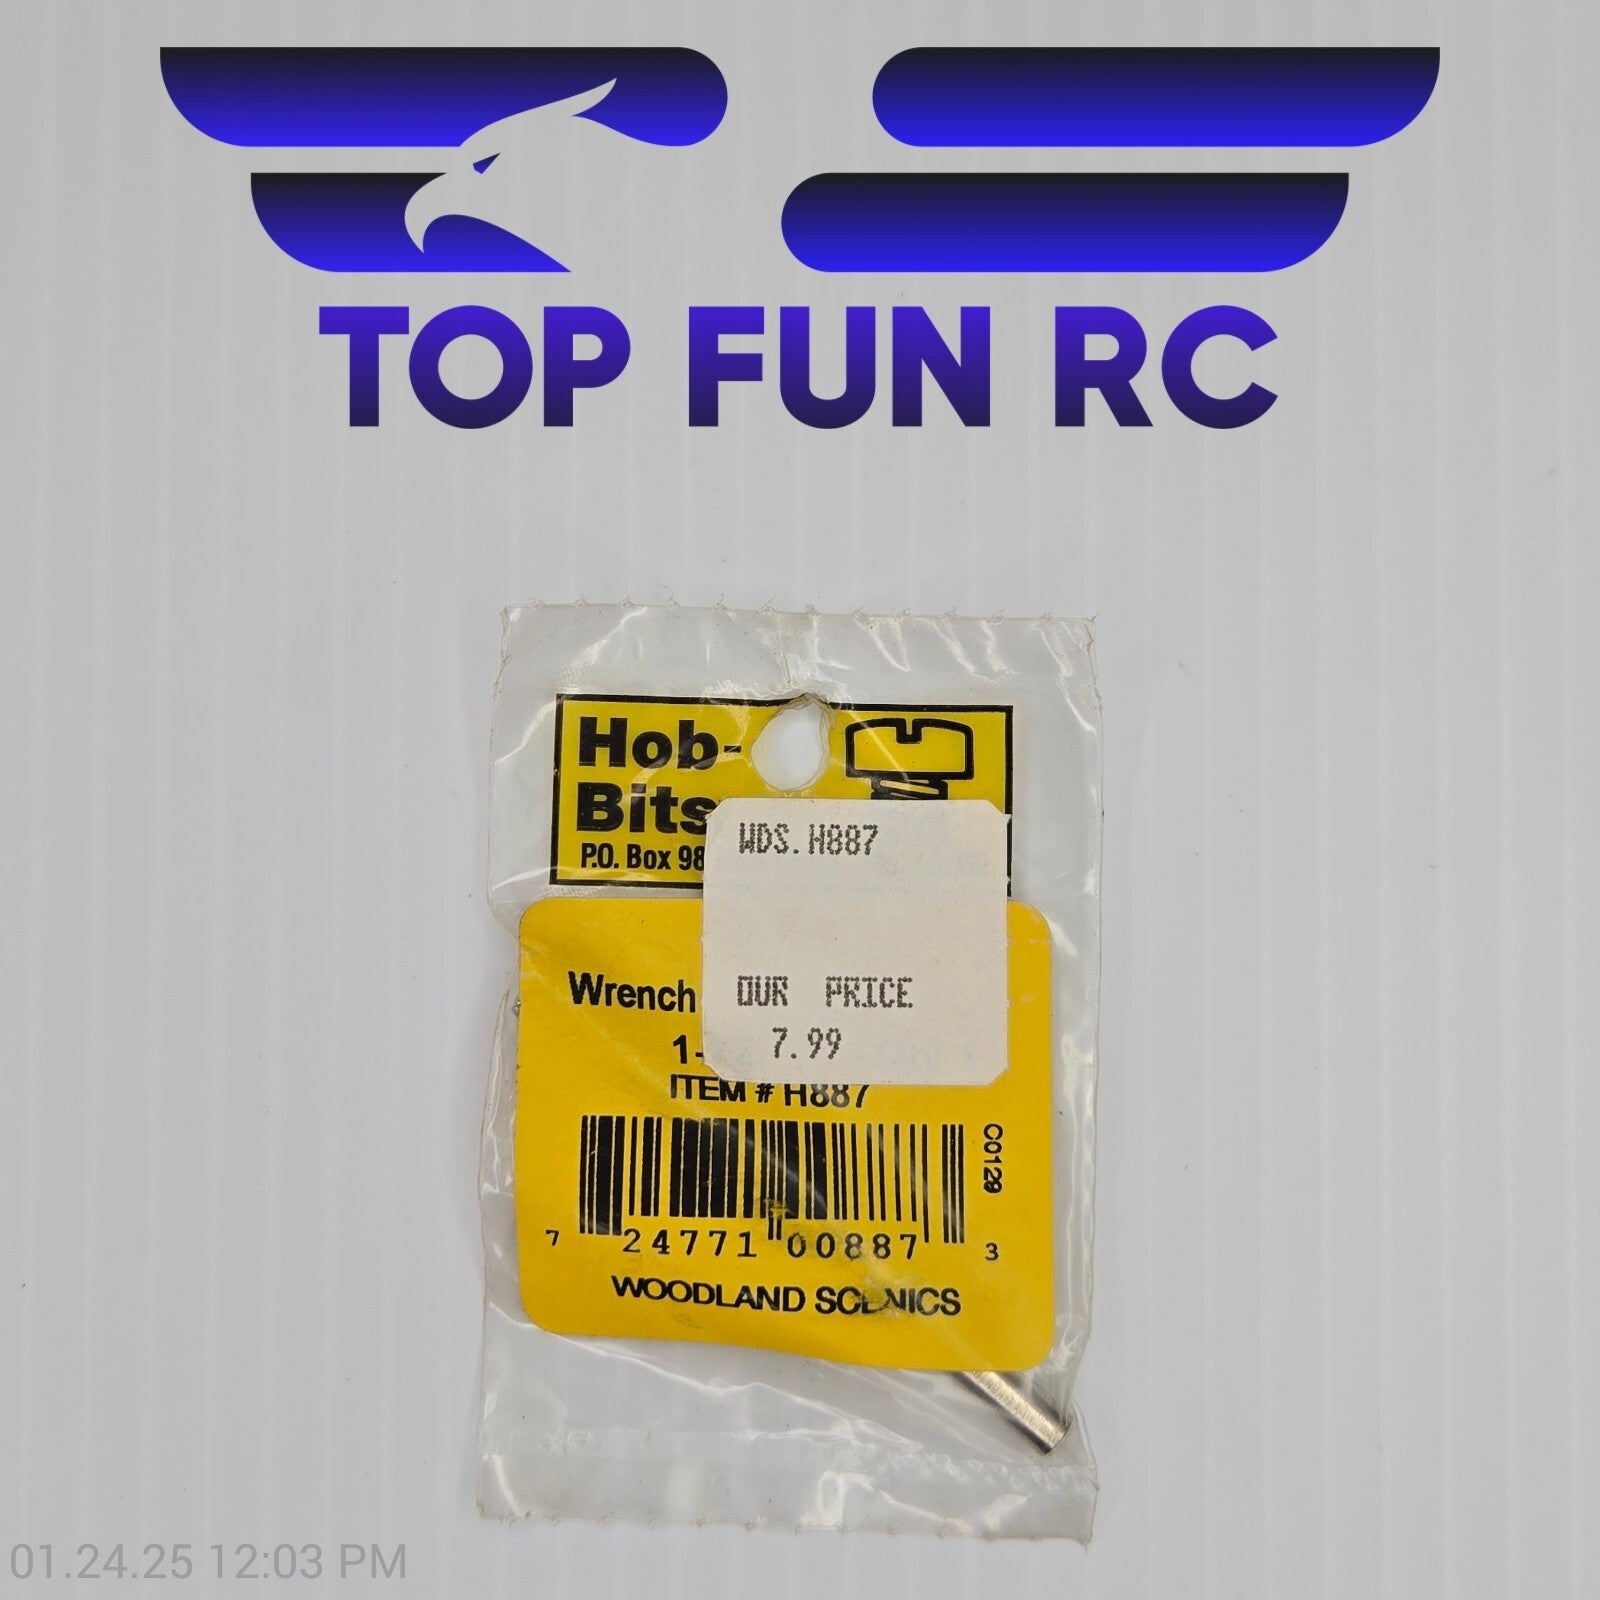 TOP FUN RC
Hob-
Bits
P.O. Box 98
WDS.H887
Wrench
OUR PRICE
7.99
1-
ITEM # H887
C0129
7 24771 00887 3
WOODLAND SCENICS
01.24.25 12:03 PM